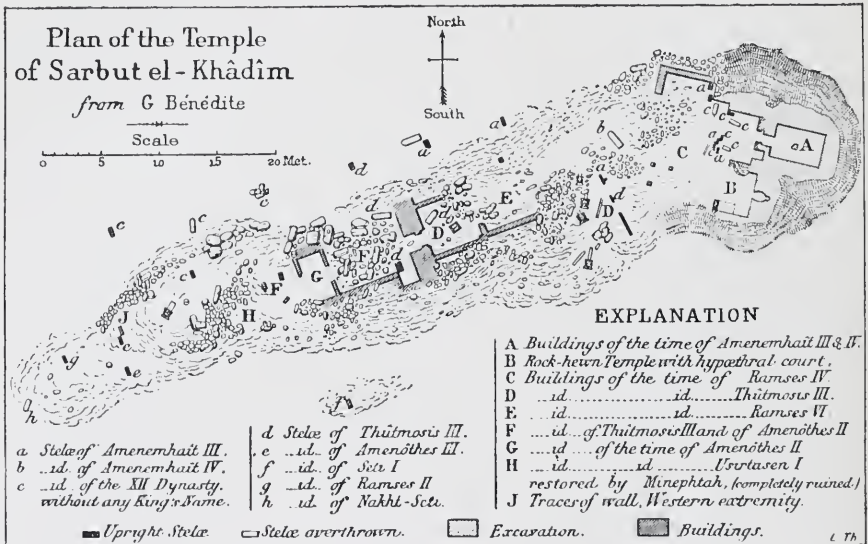 Plan of the Temple
of Sarbut el-Khâdîm
from G Bénédite
Scale
0 5 10 15 20 Met.
North
South
a
a
a
d
b
c
c
c
c
A
a
c
a
C
B
d
D
E
d
D
d
F
d
G
F
c
c
c
c
J
c
H
g
e
h
f
EXPLANATION
A Buildings of the time of Amenemhaît III & IV.
B Rock-hewn Temple with hypæthral court.
C Buildings of the time of Ramses IV.
D ...id............id........Thûtmosis III.
E ...id............id........Ramses VI
F ....id...of Thûtmosis III and of Amenôthes II
G ....id....of the time of Amenôthes II
H ....id........id........Usirtasen I
restored by Minephtah, (completely ruined.)
J Traces of wall, Western extremity.
a Stelæ of Amenemhaît III.
b ..id. of Amenemhaît IV.
c ..id of the XII Dynasty.
without any King's Name.
d Stelæ of Thûtmosis III.
e ..id.. of Amenôthes III.
f ..id.. of Seti I
g ..id.. of Ramses II
h ..id. of Nakht-Seti.
Upright Stelæ
Stelæ overthrown.
Excavation.
Buildings.
L Th.